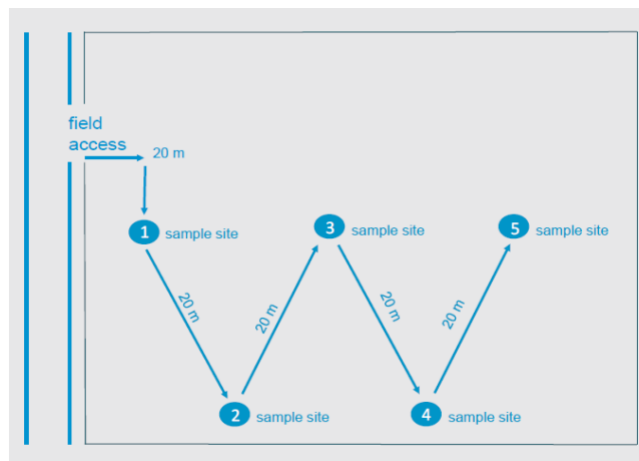 field
access
20 m
1 sample site
3 sample site
5 sample site
20 m
20 m
20 m
20 m
2 sample site
4 sample site